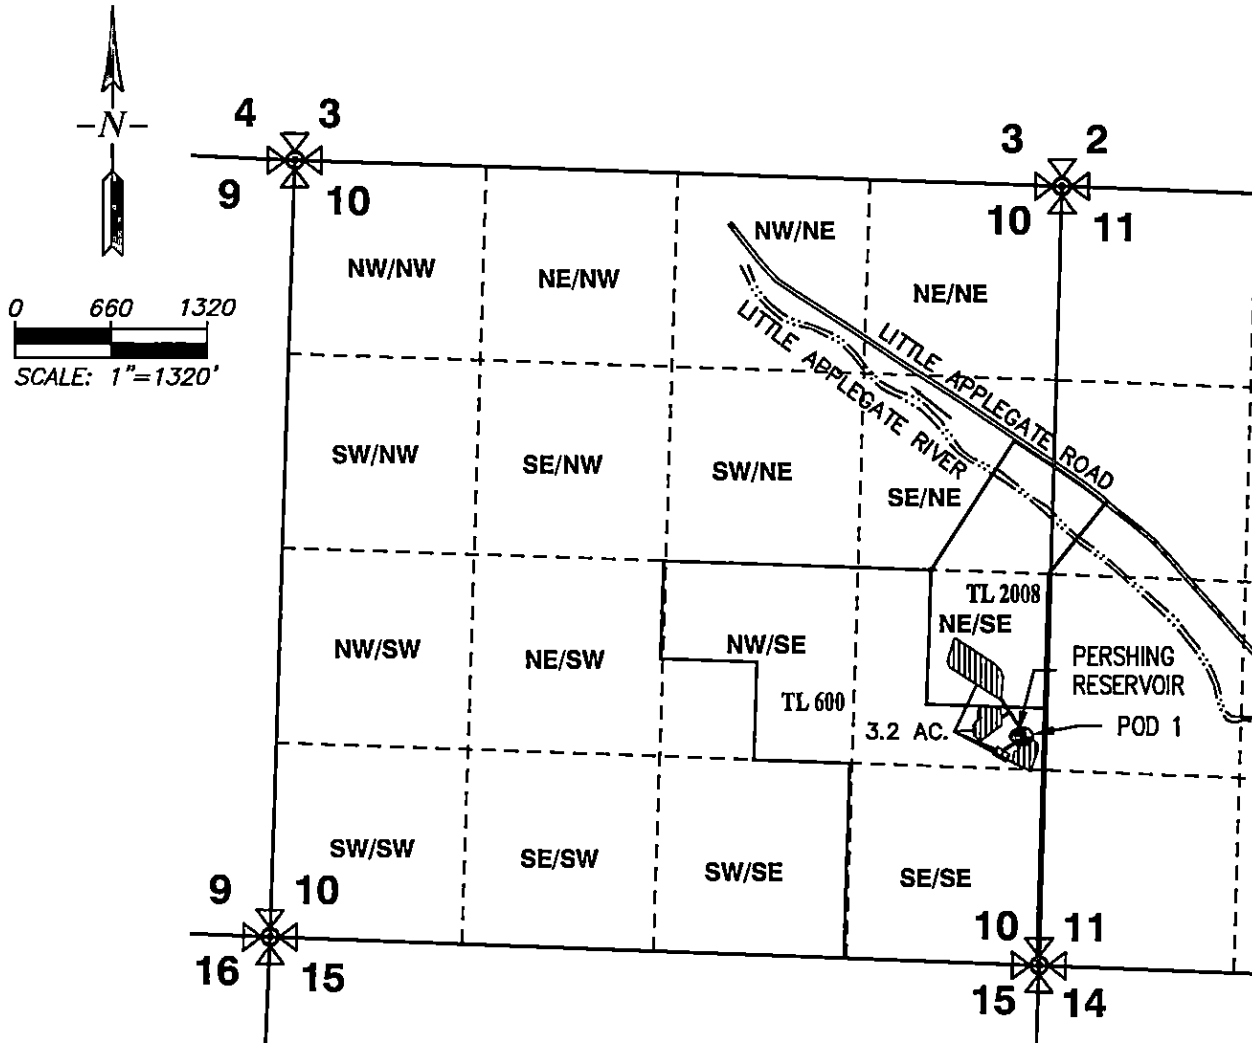 4 3
3 2
-N-
9 10
10 11
NW/NE
NW/NW
NE/NW
NE/NE
0 660 1320
SCALE: 1"=1320'
LITTLE APPLEGATE ROAD
LITTLE APPLEGATE RIVER
SW/NW
SE/NW
SW/NE
SE/NE
TL 2008
NE/SE
NW/SW
NE/SW
NW/SE
PERSHING
RESERVOIR
TL 600
3.2 AC.
POD 1
SW/SW
SE/SW
SW/SE
SE/SE
9 10
10 11
16 15
15 14